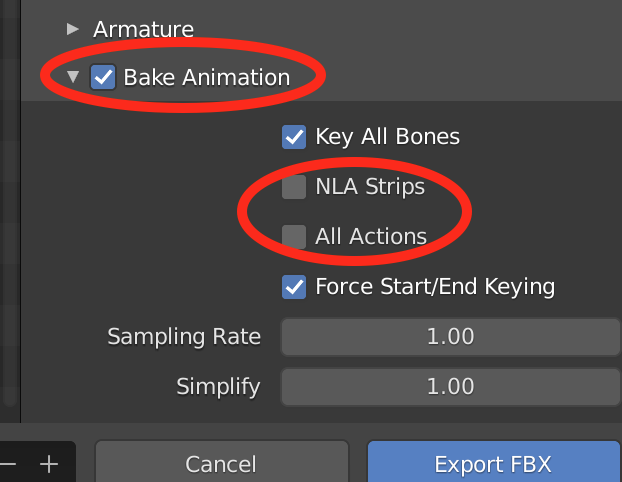 Armature
Bake Animation
Key All Bones
NLA Strips
All Actions
Force Start/End Keying
Sampling Rate 1.00
Simplify 1.00
Cancel Export FBX